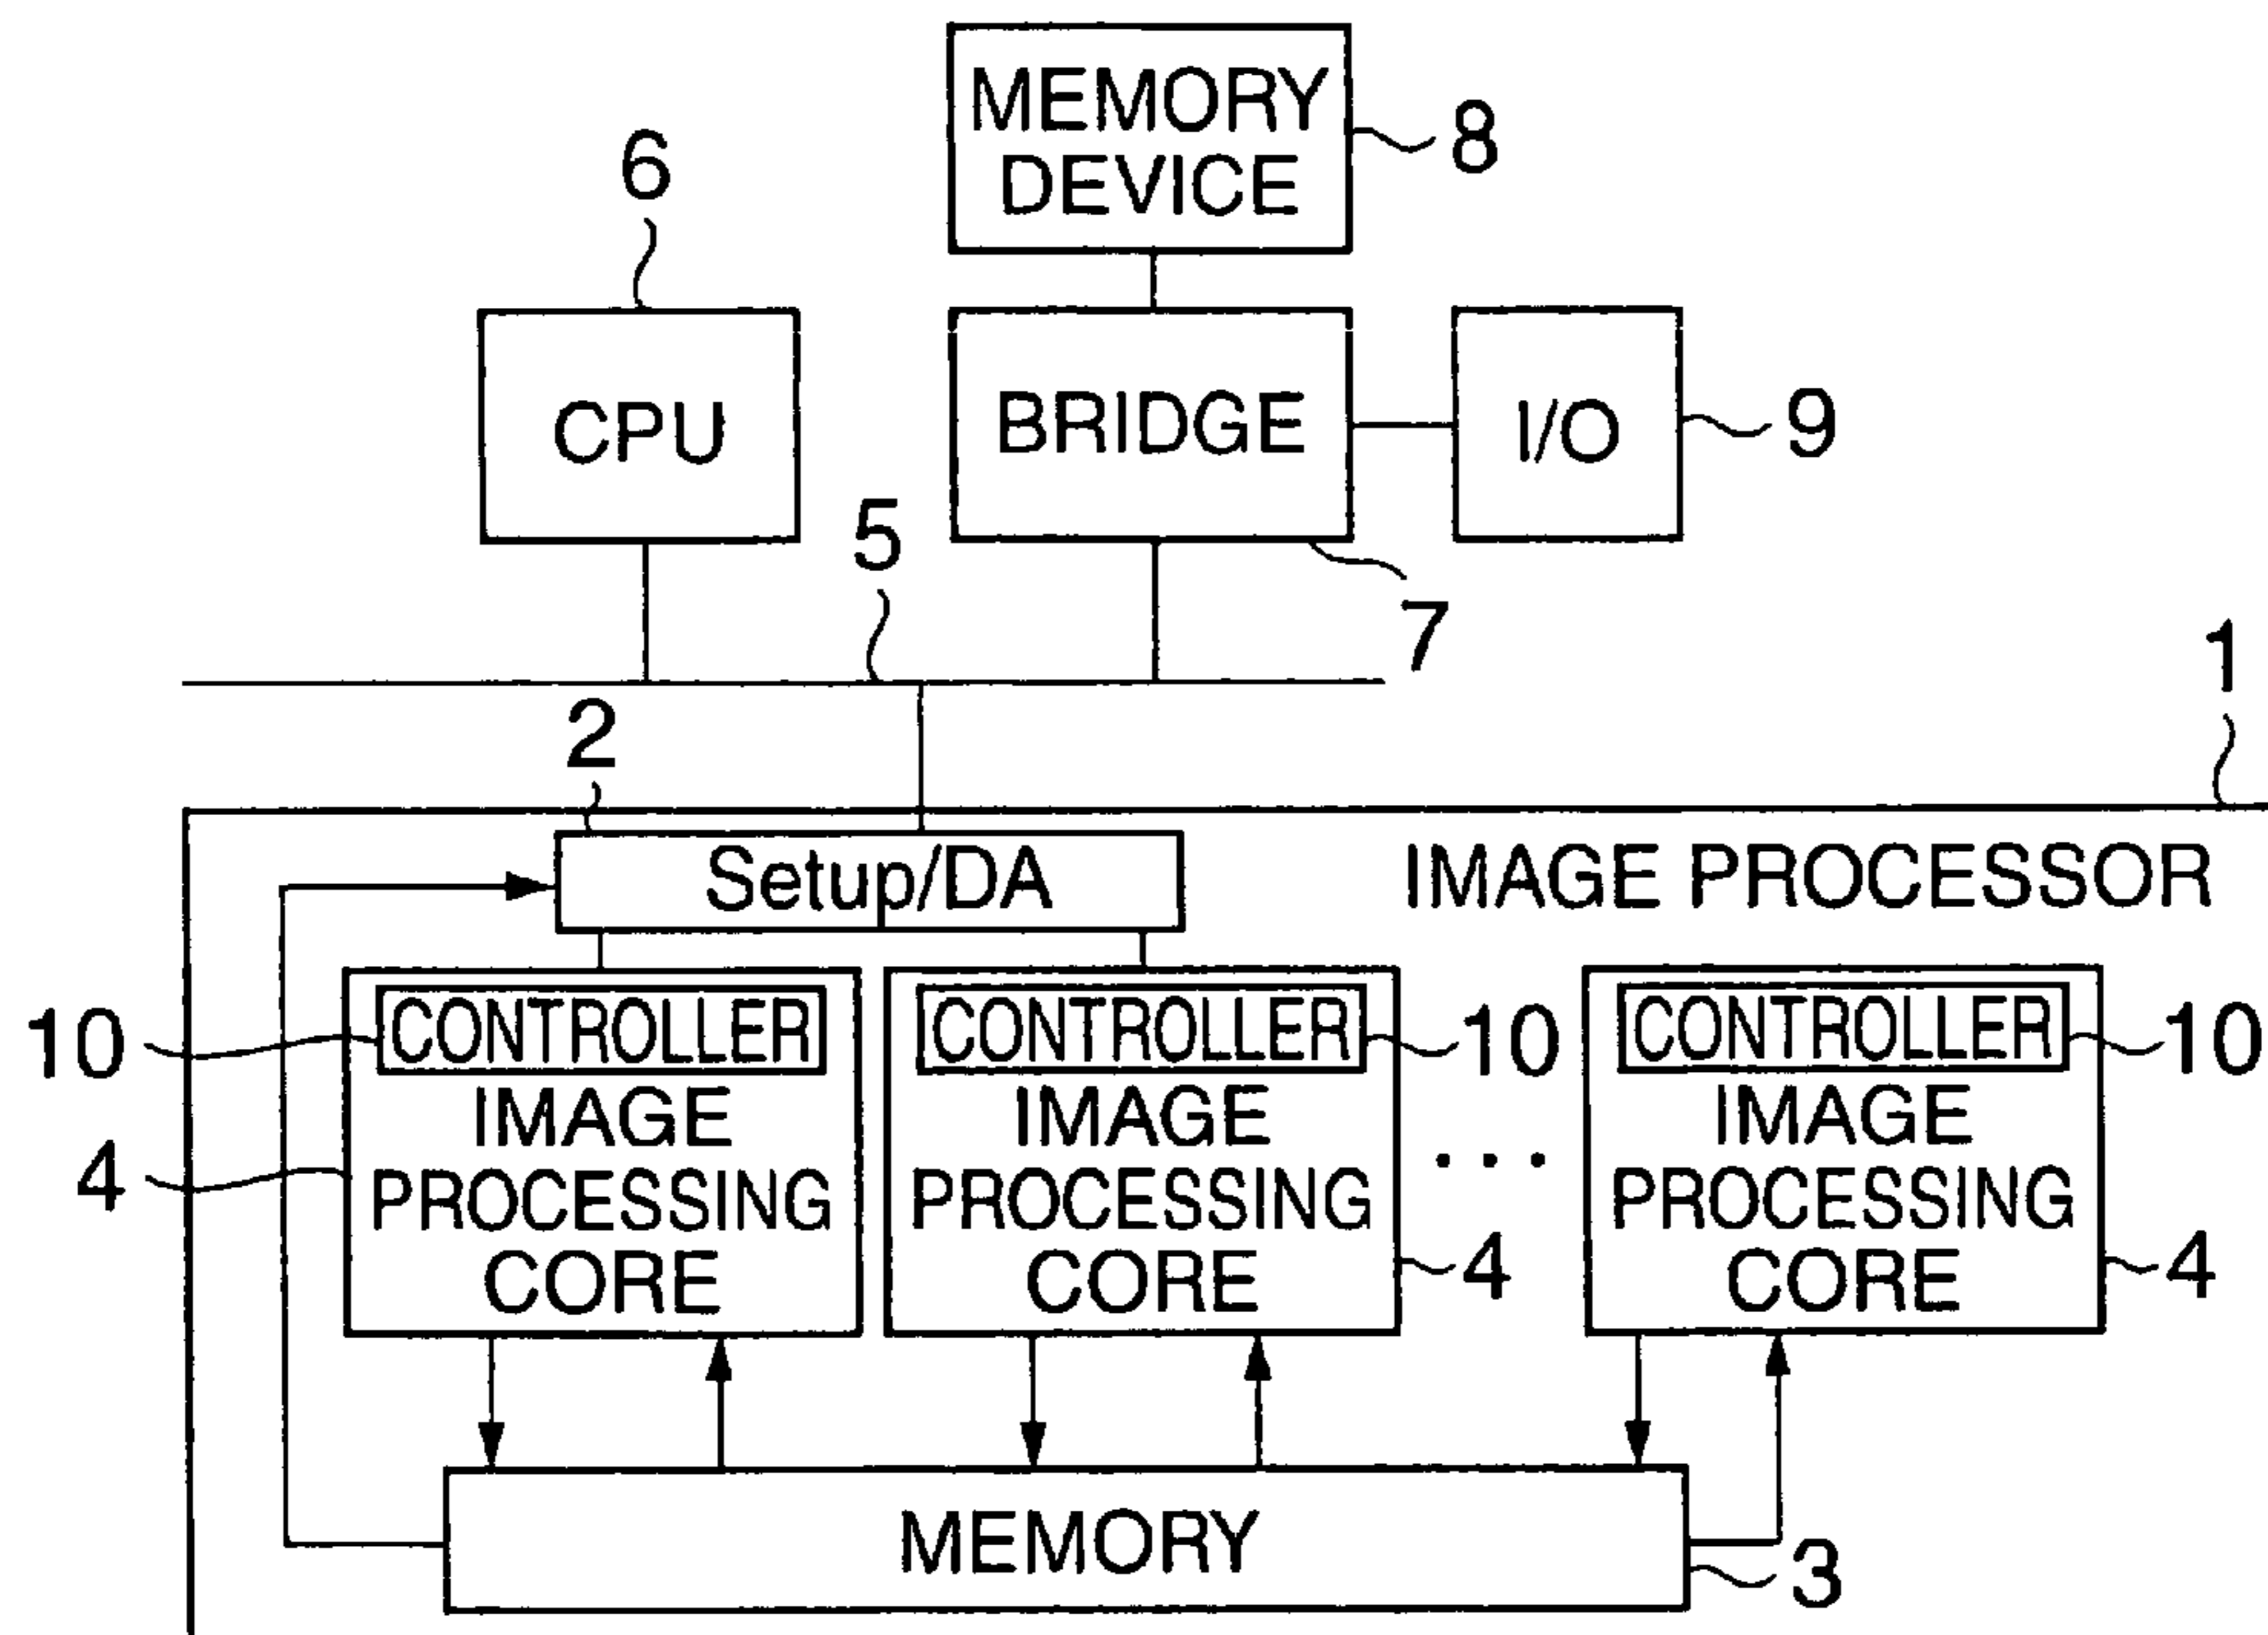 MEMORY
DEVICE
8
6
CPU
BRIDGE
I/O
9
5
7
1
2
Setup/DA
IMAGE PROCESSOR
10
CONTROLLER
IMAGE
PROCESSING
CORE
4
CONTROLLER
10
IMAGE
PROCESSING
CORE
4
...
CONTROLLER
10
IMAGE
PROCESSING
CORE
4
MEMORY
3